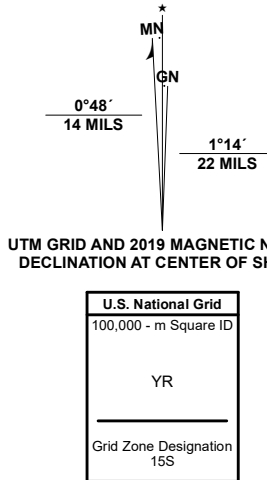 ★
MN
GN
0°48´
14 MILS
1°14´
22 MILS
UTM GRID AND 2019 MAGNETIC N
DECLINATION AT CENTER OF SH
U.S. National Grid
100,000 - m Square ID
YR
Grid Zone Designation
15S